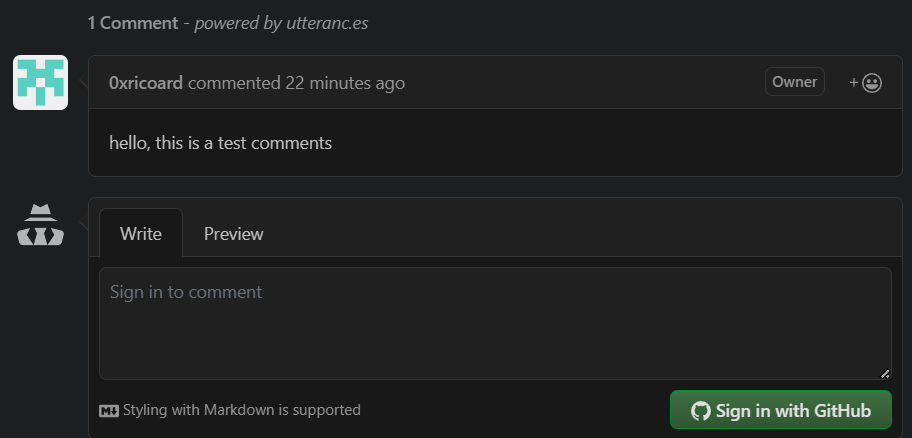 1 Comment - powered by utteranc.es
0xricoard commented 22 minutes ago Owner +
hello, this is a test comments
Write Preview
Sign in to comment
M↓ Styling with Markdown is supported
Sign in with GitHub